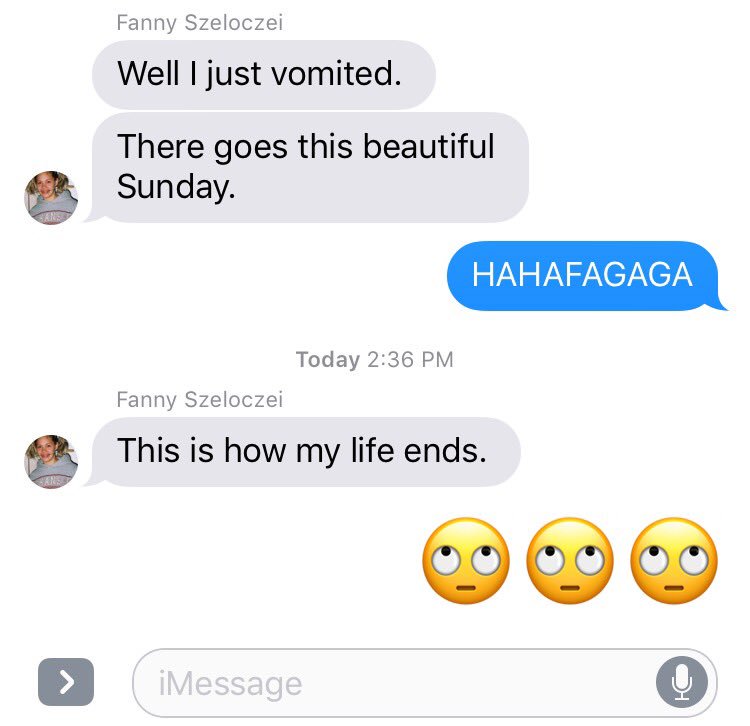 Fanny Szeloczei
Well I just vomited.
There goes this beautiful
Sunday.
HAHAFAGAGA
Today 2:36 PM
Fanny Szeloczei
This is how my life ends.
🙄🙄🙄
iMessage